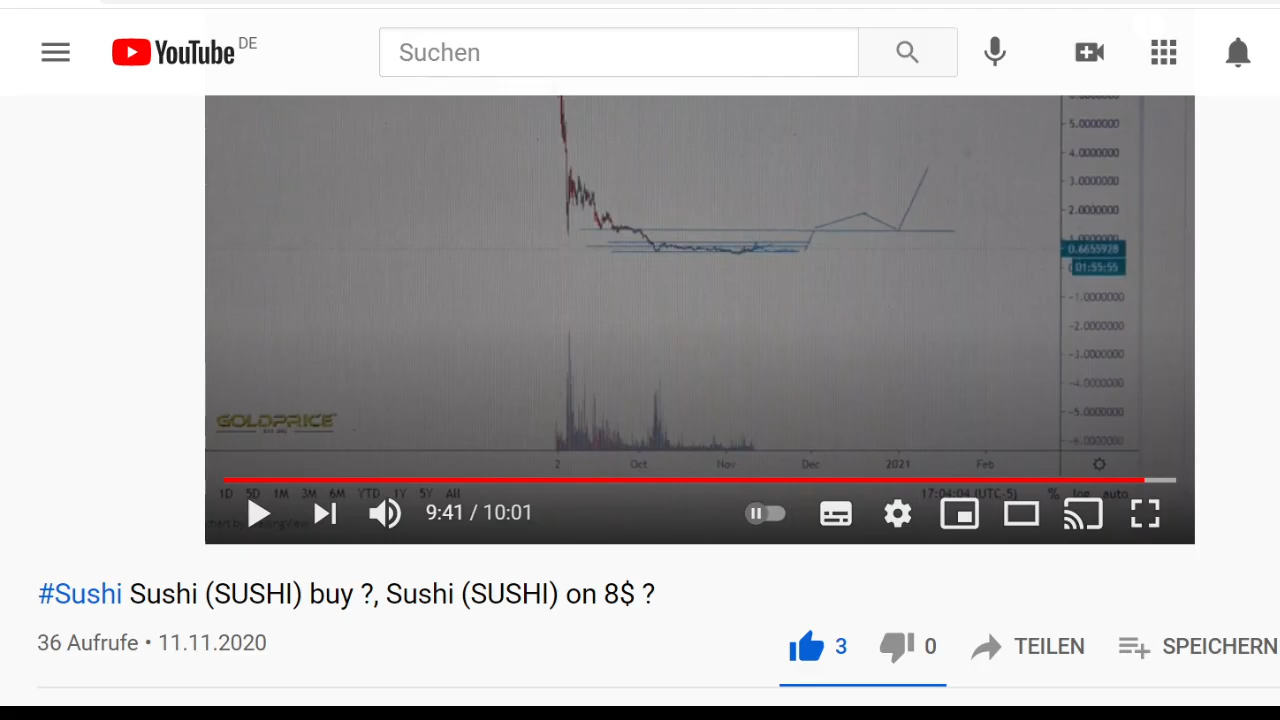 YouTube DE
Suchen
5.0000000
4.0000000
3.0000000
2.0000000
1.0000000
0.6655928
01:55:55
-1.0000000
-2.0000000
-3.0000000
-4.0000000
-5.0000000
-6.0000000
GOLDPRICE
2 Oct Nov Dec 2021 Feb
1D 5D 1M 3M 6M YTD 1Y 5Y All 17:04:04 (UTC-5) % log auto
9:41 / 10:01
#Sushi Sushi (SUSHI) buy ?, Sushi (SUSHI) on 8$ ?
36 Aufrufe • 11.11.2020
3 0 TEILEN SPEICHERN